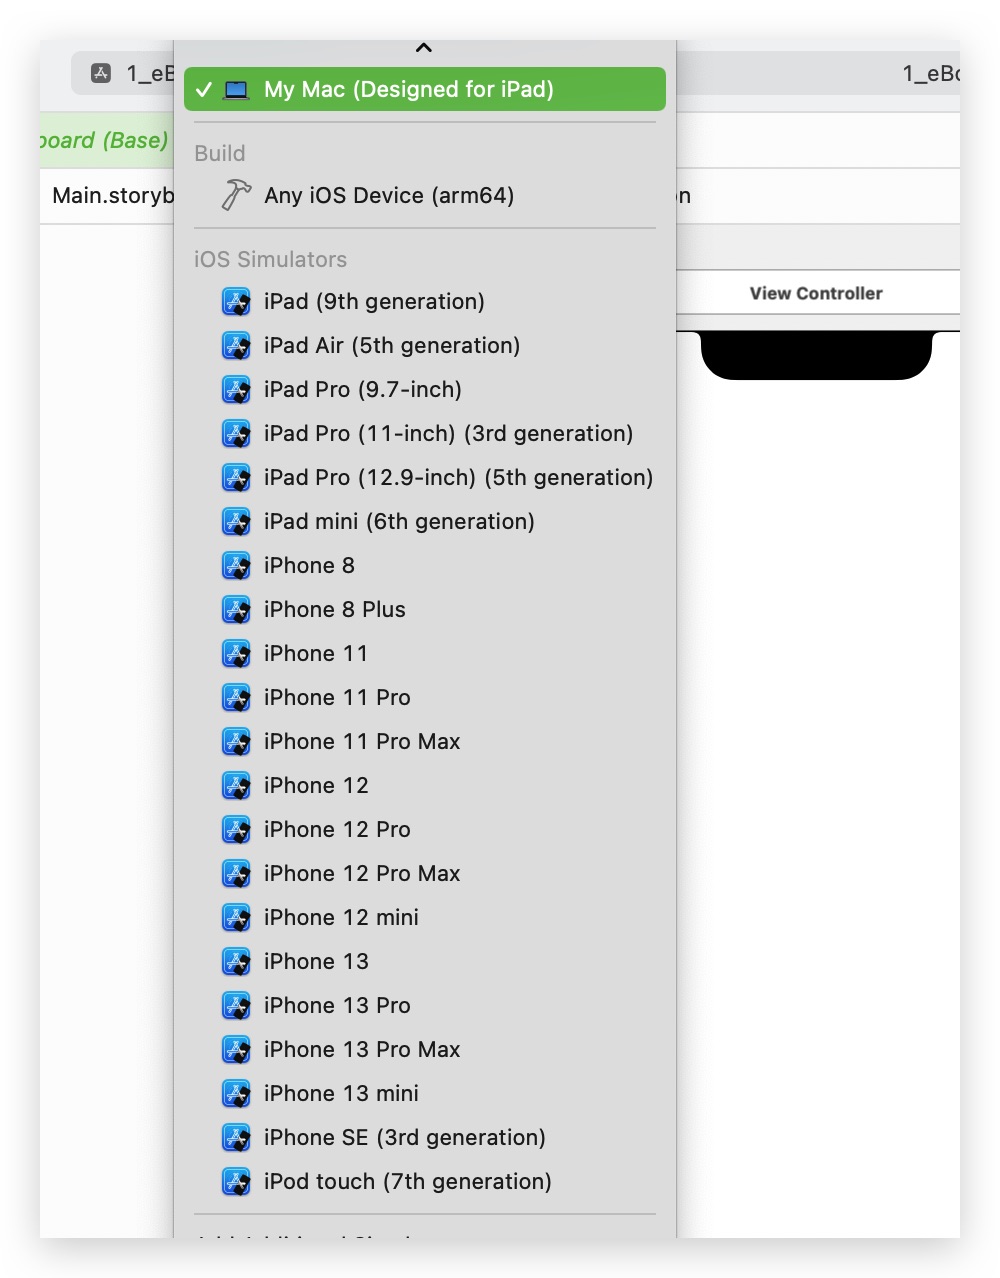 My Mac (Designed for iPad)
Build
Any iOS Device (arm64)
iOS Simulators
iPad (9th generation)
iPad Air (5th generation)
iPad Pro (9.7-inch)
iPad Pro (11-inch) (3rd generation)
iPad Pro (12.9-inch) (5th generation)
iPad mini (6th generation)
iPhone 8
iPhone 8 Plus
iPhone 11
iPhone 11 Pro
iPhone 11 Pro Max
iPhone 12
iPhone 12 Pro
iPhone 12 Pro Max
iPhone 12 mini
iPhone 13
iPhone 13 Pro
iPhone 13 Pro Max
iPhone 13 mini
iPhone SE (3rd generation)
iPod touch (7th generation)
1_eB
1_eBo
board (Base)
Main.storyb
n
View Controller